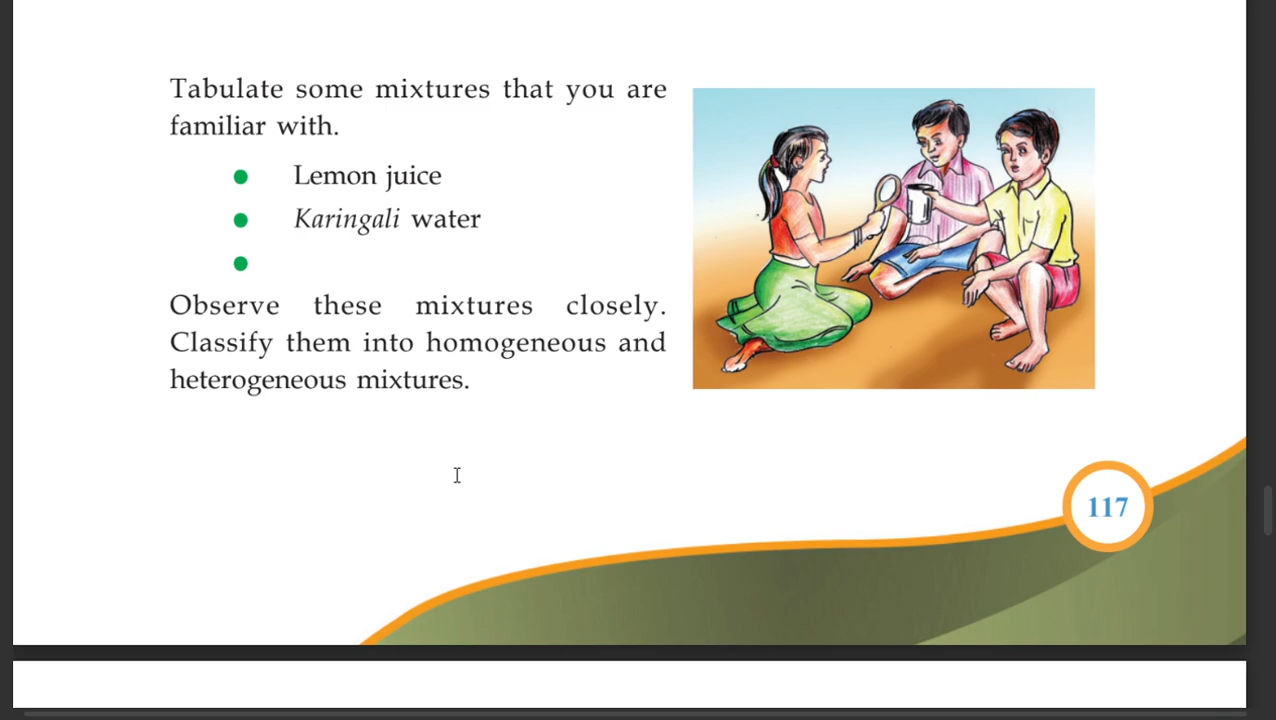 Tabulate some mixtures that you are
familiar with.
Lemon juice
Karingali water
Observe these mixtures closely.
Classify them into homogeneous and
heterogeneous mixtures.
117